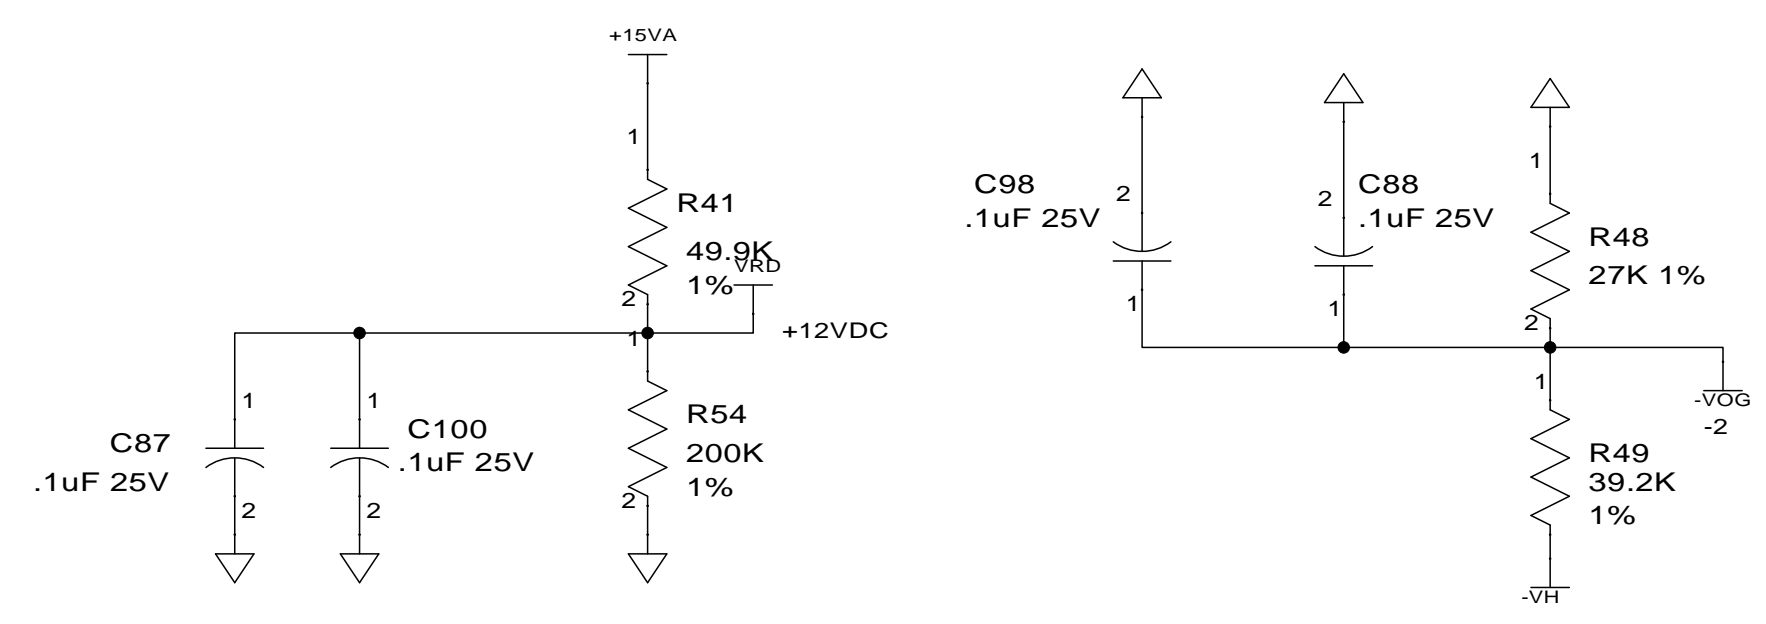 +15VA
1
R41
49.9K
1%
2
VRD
+12VDC
1
1
1
C87
.1uF 25V
C100
.1uF 25V
R54
200K
1%
2
2
2
C98
.1uF 25V
2
1
C88
.1uF 25V
2
1
1
R48
27K 1%
2
1
-VOG
-2
R49
39.2K
1%
-VH